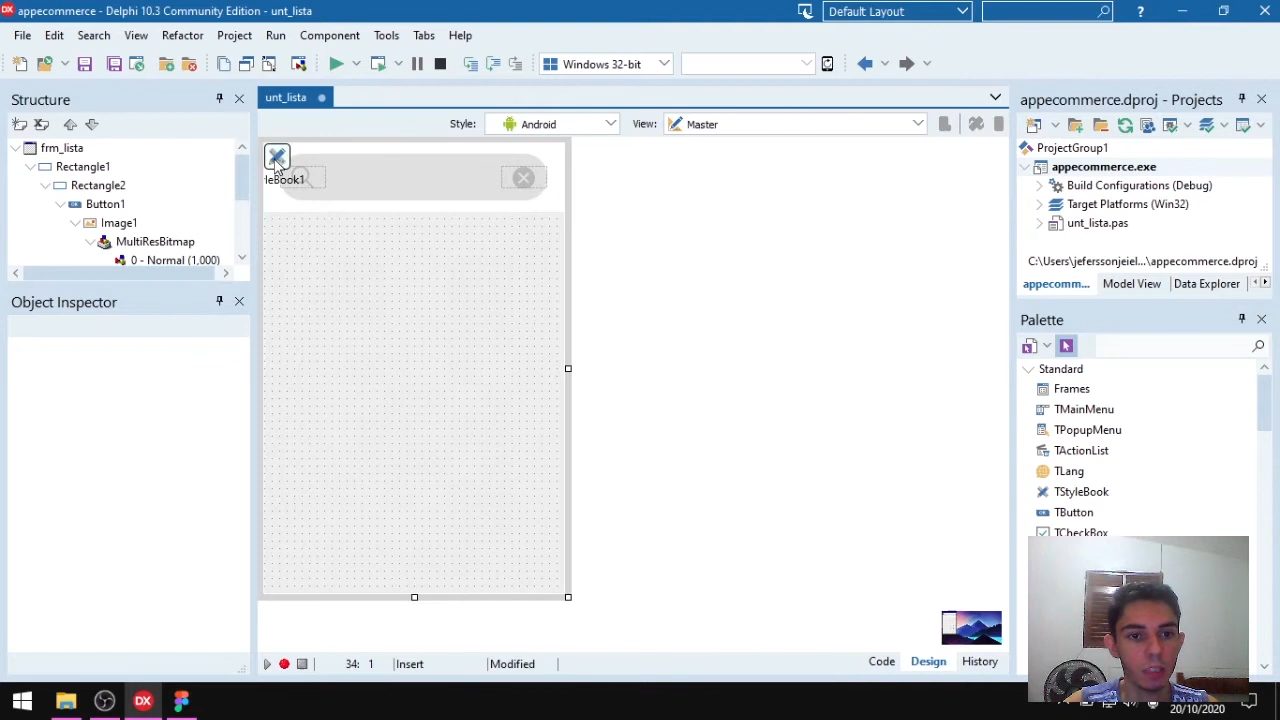 appecommerce - Delphi 10.3 Community Edition - unt_lista
Default Layout
File Edit Search View Refactor Project Run Component Tools Tabs Help
Windows 32-bit
Structure
frm_lista
Rectangle1
Rectangle2
Button1
Image1
MultiResBitmap
0 - Normal (1,000)
Object Inspector
unt_lista
Style: Android View: Master
leBook1
34: 1 Insert Modified
Code Design History
appecommerce.dproj - Projects
ProjectGroup1
appecommerce.exe
Build Configurations (Debug)
Target Platforms (Win32)
unt_lista.pas
C:\Users\jefersonjeiel...\appecommerce.dproj
appecomm... Model View Data Explorer
Palette
Standard
Frames
TMainMenu
TPopupMenu
TActionList
TLang
TStyleBook
TButton
TCheckBox
DX
20/10/2020